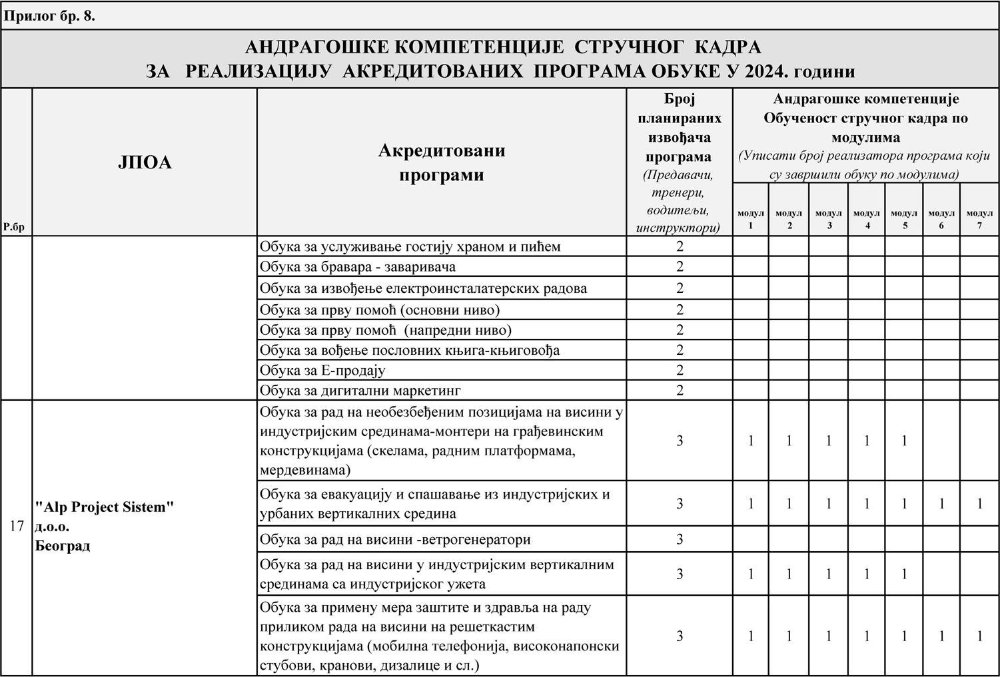 Прилог бр. 8.
АНДРАГОШКЕ КОМПЕТЕНЦИЈЕ СТРУЧНОГ КАДРА
ЗА РЕАЛИЗАЦИЈУ АКРЕДИТОВАНИХ ПРОГРАМА ОБУКЕ У 2024. години
Р.бр
ЈПОА
Акредитовани
програми
Број
планираних
извођача
програма
(Предавачи,
тренери,
водитељи,
инструктори)
Андрагошке компетенције
Обученост стручног кадра по
модулима
(Уписати број реализатора програма који
су завршили обуку по модулима)
модул
1
модул
2
модул
3
модул
4
модул
5
модул
6
модул
7
Обука за услуживање гостију храном и пићем 2
Обука за бравара - заваривача 2
Обука за извођење електроинсталатерских радова 2
Обука за прву помоћ (основни ниво) 2
Обука за прву помоћ (напредни ниво) 2
Обука за вођење пословних књига-књиговођа 2
Обука за Е-продају 2
Обука за дигитални маркетинг 2
17
"Alp Project Sistem"
д.о.о.
Београд
Обука за рад на необезбеђеним позицијама на висини у
индустријским срединама-монтери на грађевинским
конструкцијама (скелама, радним платформама,
мердевинама)
3 1 1 1 1 1
Обука за евакуацију и спашавање из индустријских и
урбаних вертикалних средина
3 1 1 1 1 1 1 1
Обука за рад на висини -ветрогенератори 3
Обука за рад на висини у индустријским вертикалним
срединама са индустријског ужета
3 1 1 1 1 1
Обука за примену мера заштите и здравља на раду
приликом рада на висини на решеткастим
конструкцијама (мобилна телефонија, високонапонски
стубови, кранови, дизалице и сл.)
3 1 1 1 1 1 1 1